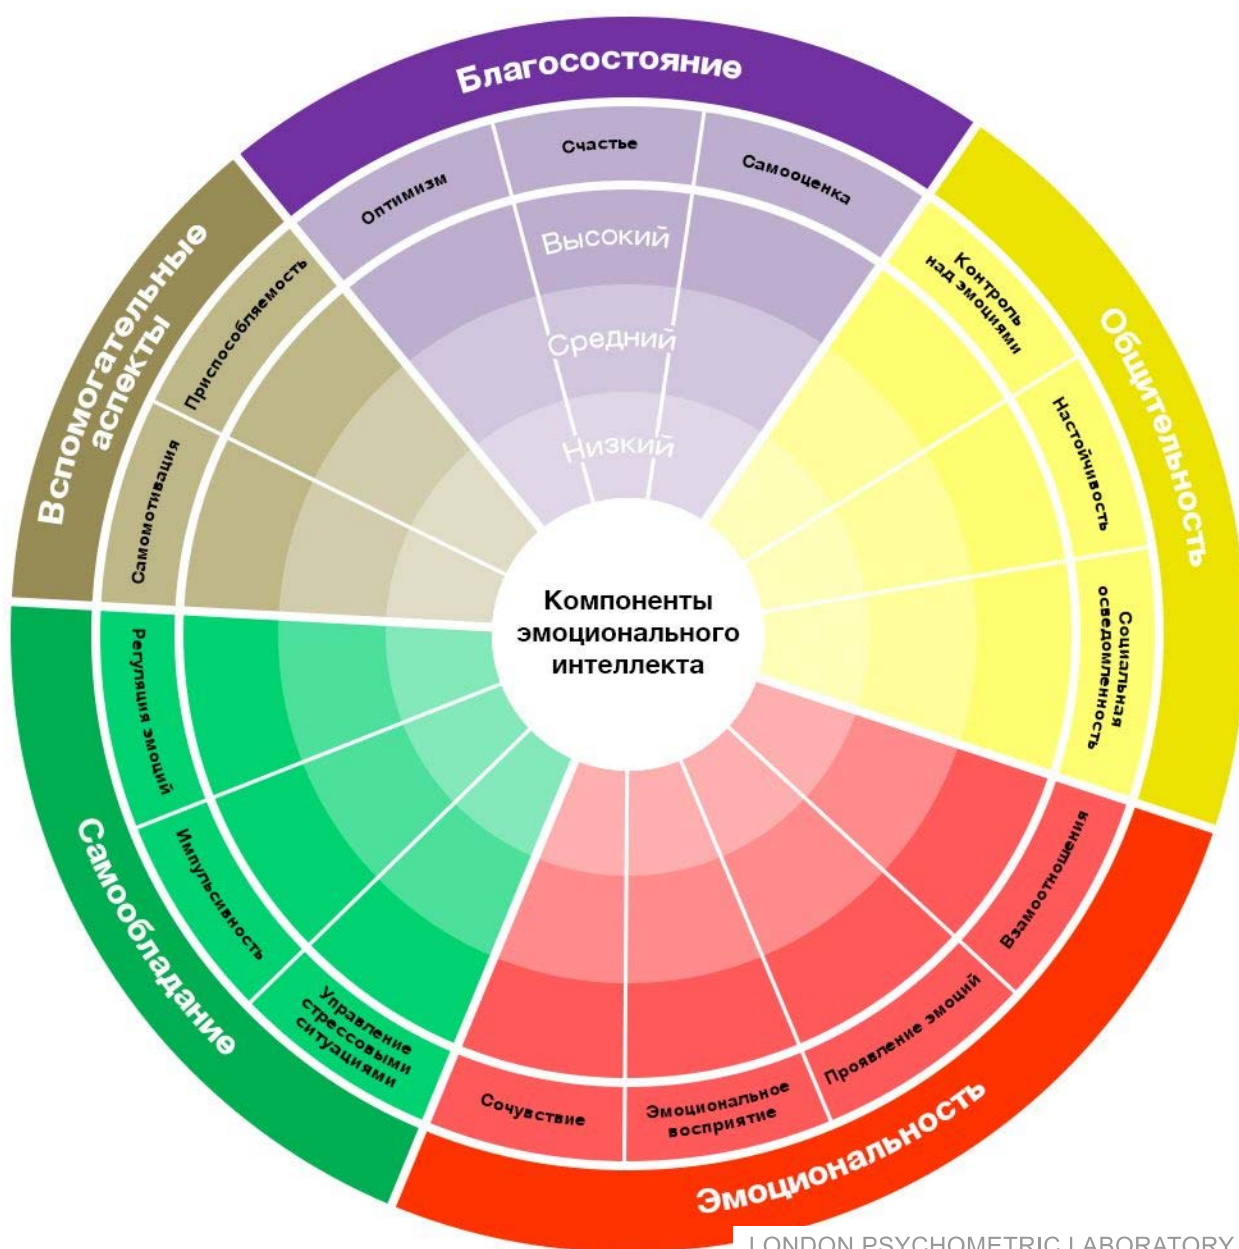 Благосостояние
Оптимизм
Счастье
Самооценка
Высокий
Средний
Низкий
Общительность
Контроль
над эмоциями
Настойчивость
Социальная
осведомленность
Эмоциональность
Взамоотношения
Проявление эмоций
Эмоциональное
восприятие
Сочувствие
Самообладание
Управление
стрессовыми
ситуациями
Импульсивность
Регуляция эмоций
Вспомогательные
аспекты
Самомотивация
Приспособляемость
Компоненты
эмоционального
интеллекта
LONDON PSYCHOMETRIC LABORATORY